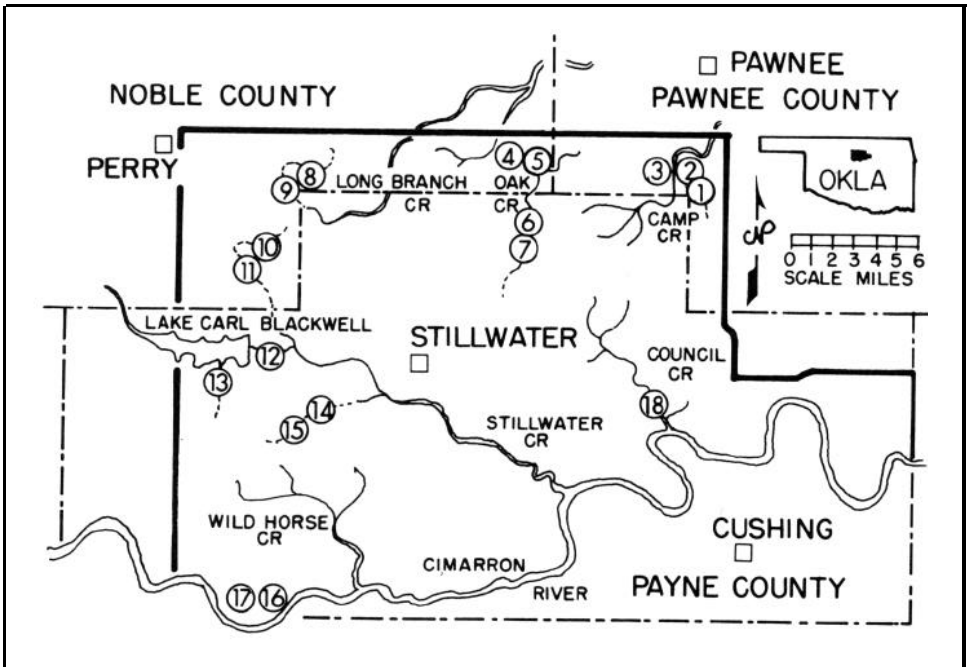 PAWNEE
NOBLE COUNTY
PAWNEE COUNTY
PERRY
4
5
3
2
1
8
9
LONG BRANCH
CR
OAK
CR
CAMP
CR
OKLA
N
6
7
10
11
0 1 2 3 4 5 6
SCALE MILES
LAKE CARL BLACKWELL
12
13
STILLWATER
COUNCIL
CR
18
14
15
STILLWATER
CR
WILD HORSE
CR
CUSHING
CIMARRON
RIVER
PAYNE COUNTY
17
16